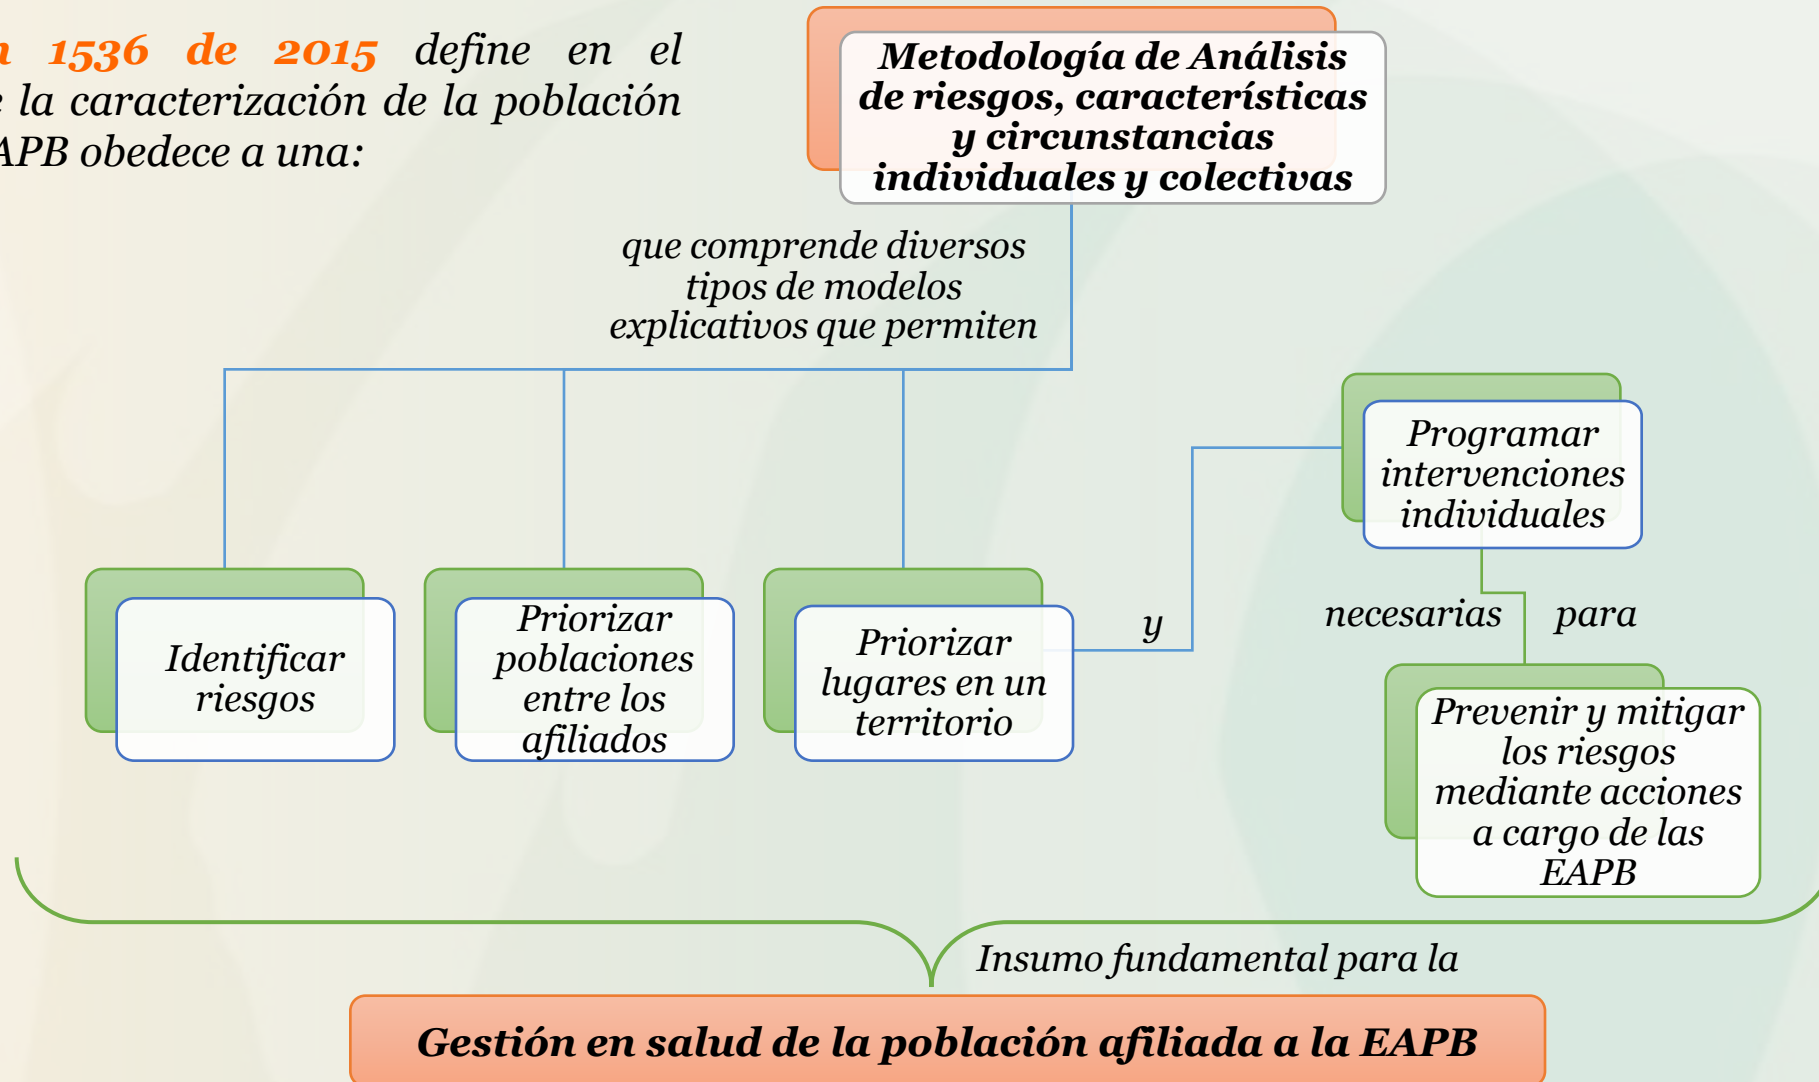 1536 de 2015 define en el
la caracterización de la población
obedece a una:
Metodología de Análisis
de riesgos, características
y circunstancias
individuales y colectivas
que comprende diversos
tipos de modelos
explicativos que permiten
Identificar
riesgos
Priorizar
poblaciones
entre los
afiliados
Priorizar
lugares en un
territorio
y
Programar
intervenciones
individuales
necesarias para
Prevenir y mitigar
los riesgos
mediante acciones
a cargo de las
EAPB
Insumo fundamental para la
Gestión en salud de la población afiliada a la EAPB